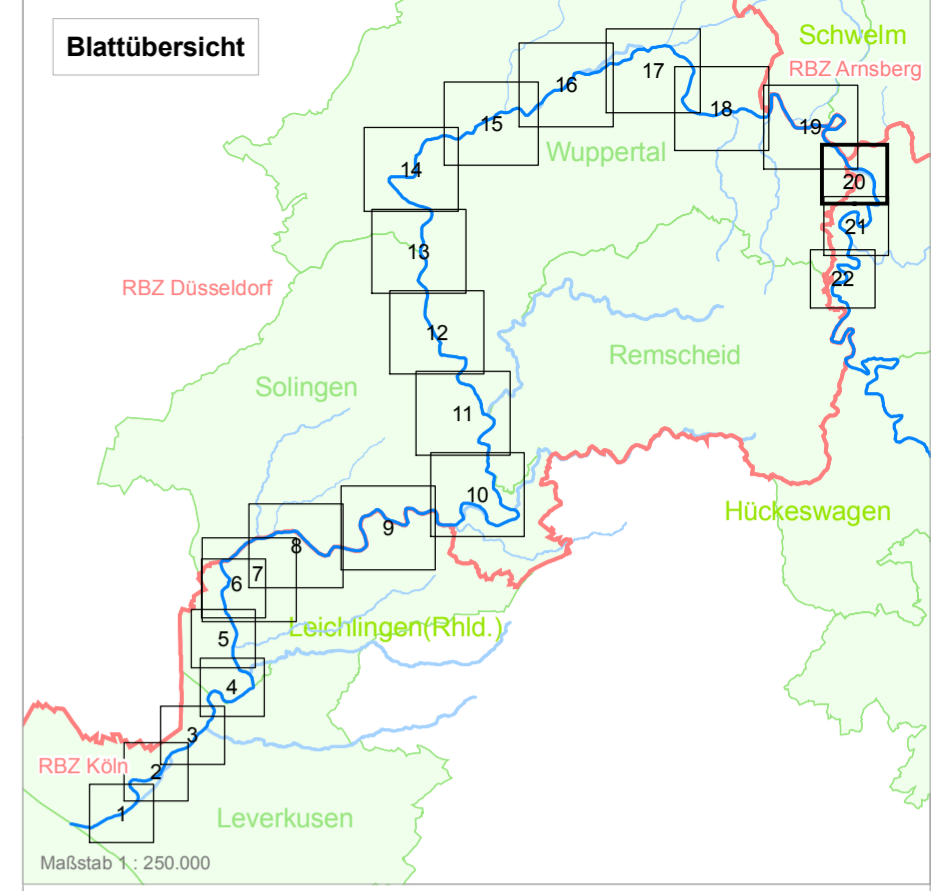 Blattübersicht
Schwelm
RBZ Arnsberg
17
16
18
15
19
Wuppertal
14
20
21
13
22
RBZ Düsseldorf
12
Remscheid
Solingen
11
10
Hückeswagen
9
8
7
6
Leichlingen(Rhld.)
5
4
3
RBZ Köln
2
1
Leverkusen
Maßstab 1 : 250.000